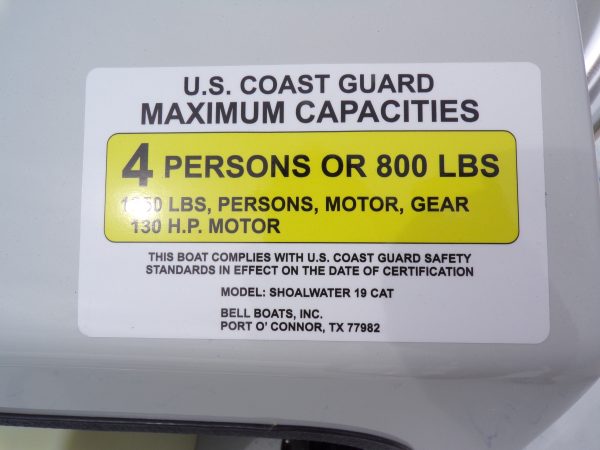 U.S. COAST GUARD
MAXIMUM CAPACITIES
4 PERSONS OR 800 LBS
LBS, PERSONS, MOTOR, GEAR
130 H.P. MOTOR
THIS BOAT COMPLIES WITH U.S. COAST GUARD SAFETY
STANDARDS IN EFFECT ON THE DATE OF CERTIFICATION
MODEL: SHOALWATER 19 CAT
BELL BOATS, INC.
PORT O' CONNOR, TX 77982